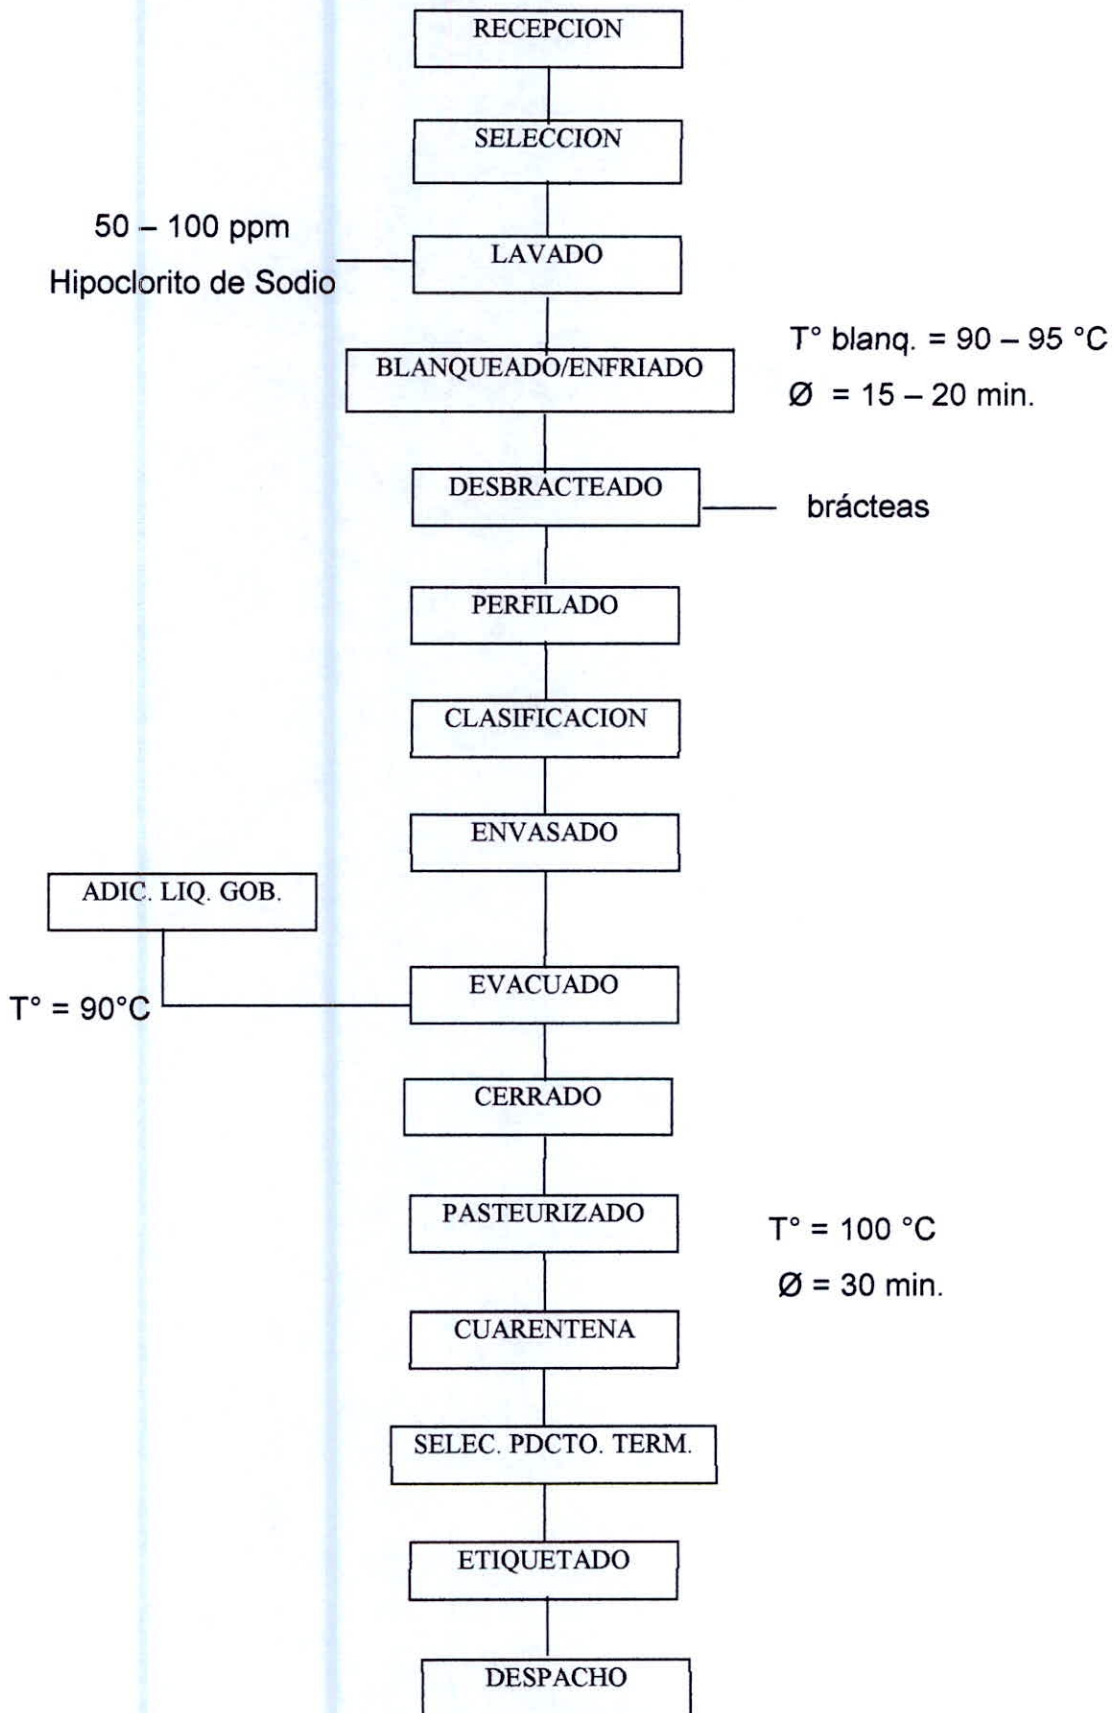 RECEPCION
SELECCION
50 – 100 ppm
Hipoclorito de Sodio
LAVADO
BLANQUEADO/ENFRIADO
T° blanq. = 90 – 95 °C
Ø = 15 – 20 min.
DESBRACTEADO
brácteas
PERFILADO
CLASIFICACION
ENVASADO
ADIC. LIQ. GOB.
T° = 90°C
EVACUADO
CERRADO
PASTEURIZADO
T° = 100 °C
Ø = 30 min.
CUARENTENA
SELEC. PDCTO. TERM.
ETIQUETADO
DESPACHO